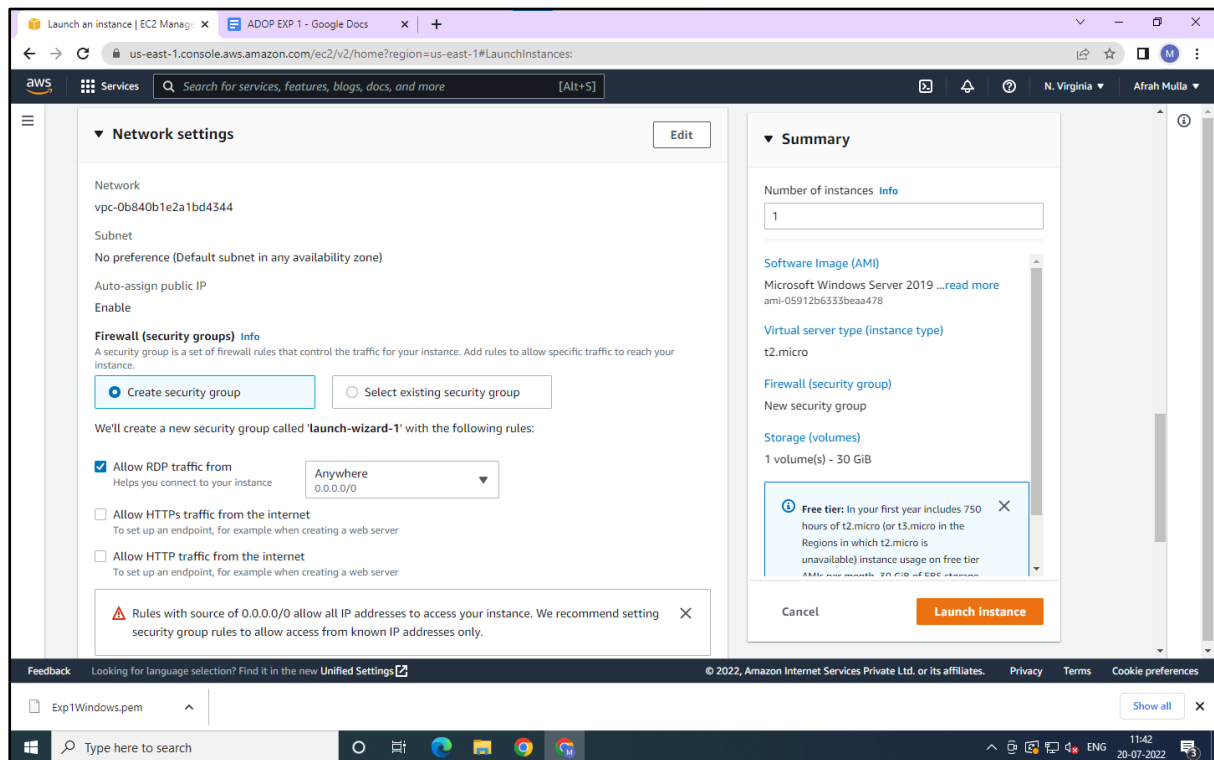 Launch an instance | EC2 Manage
ADOP EXP 1 - Google Docs
us-east-1.console.aws.amazon.com/ec2/v2/home?region=us-east-1#LaunchInstances:
M
aws
Services
Search for services, features, blogs, docs, and more
[Alt+S]
N. Virginia
Afrah Mulla
Network settings
Edit
Network
vpc-0b840b1e2a1bd4344
Subnet
No preference (Default subnet in any availability zone)
Auto-assign public IP
Enable
Firewall (security groups) Info
A security group is a set of firewall rules that control the traffic for your instance. Add rules to allow specific traffic to reach your
instance.
Create security group
Select existing security group
We'll create a new security group called 'launch-wizard-1' with the following rules:
Allow RDP traffic from
Helps you connect to your instance
Anywhere
0.0.0.0/0
Allow HTTPs traffic from the internet
To set up an endpoint, for example when creating a web server
Allow HTTP traffic from the internet
To set up an endpoint, for example when creating a web server
Rules with source of 0.0.0.0/0 allow all IP addresses to access your instance. We recommend setting
security group rules to allow access from known IP addresses only.
Summary
Number of instances Info
1
Software Image (AMI)
Microsoft Windows Server 2019 ...read more
ami-05912b6333beaa478
Virtual server type (instance type)
t2.micro
Firewall (security group)
New security group
Storage (volumes)
1 volume(s) - 30 GiB
Free tier: In your first year includes 750
hours of t2.micro (or t3.micro in the
Regions in which t2.micro is
unavailable) instance usage on free tier
AMIs per month, 30 GiB of EBS storage,
Cancel
Launch instance
Feedback
Looking for language selection? Find it in the new Unified Settings
© 2022, Amazon Internet Services Private Ltd. or its affiliates.
Privacy
Terms
Cookie preferences
Exp1Windows.pem
Show all
Type here to search
M
ENG
11:42
20-07-2022
3